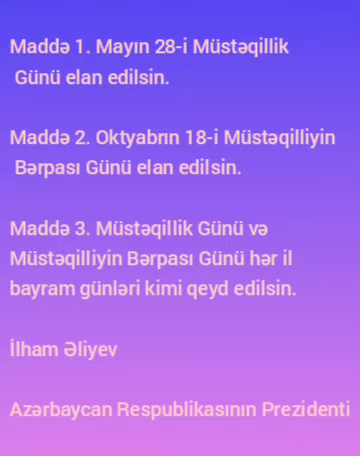 Maddə 1. Mayın 28-i Müstəqillik
Günü elan edilsin.
Maddə 2. Oktyabrın 18-i Müstəqilliyin
Bərpası Günü elan edilsin.
Maddə 3. Müstəqillik Günü və
Müstəqilliyin Bərpası Günü hər il
bayram günləri kimi qeyd edilsin.
İlham Əliyev
Azərbaycan Respublikasının Prezidenti